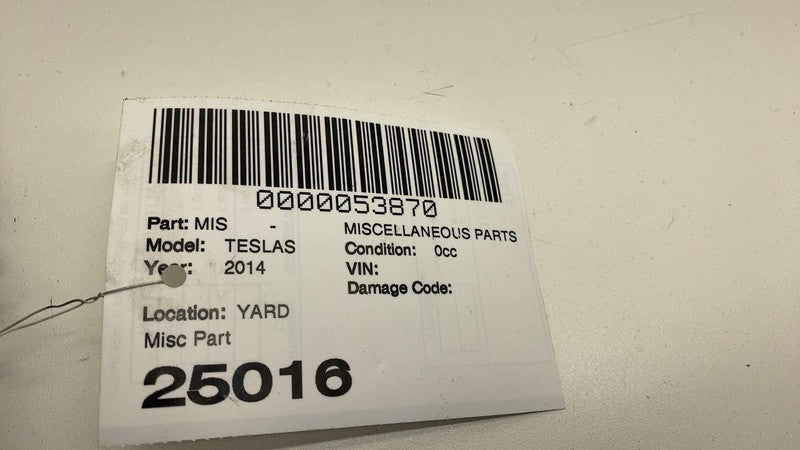 0000053870
Part: MIS - MISCELLANEOUS PARTS
Model: TESLAS Condition: 0cc
Year: 2014 VIN:
Damage Code:
Location: YARD
Misc Part
25016